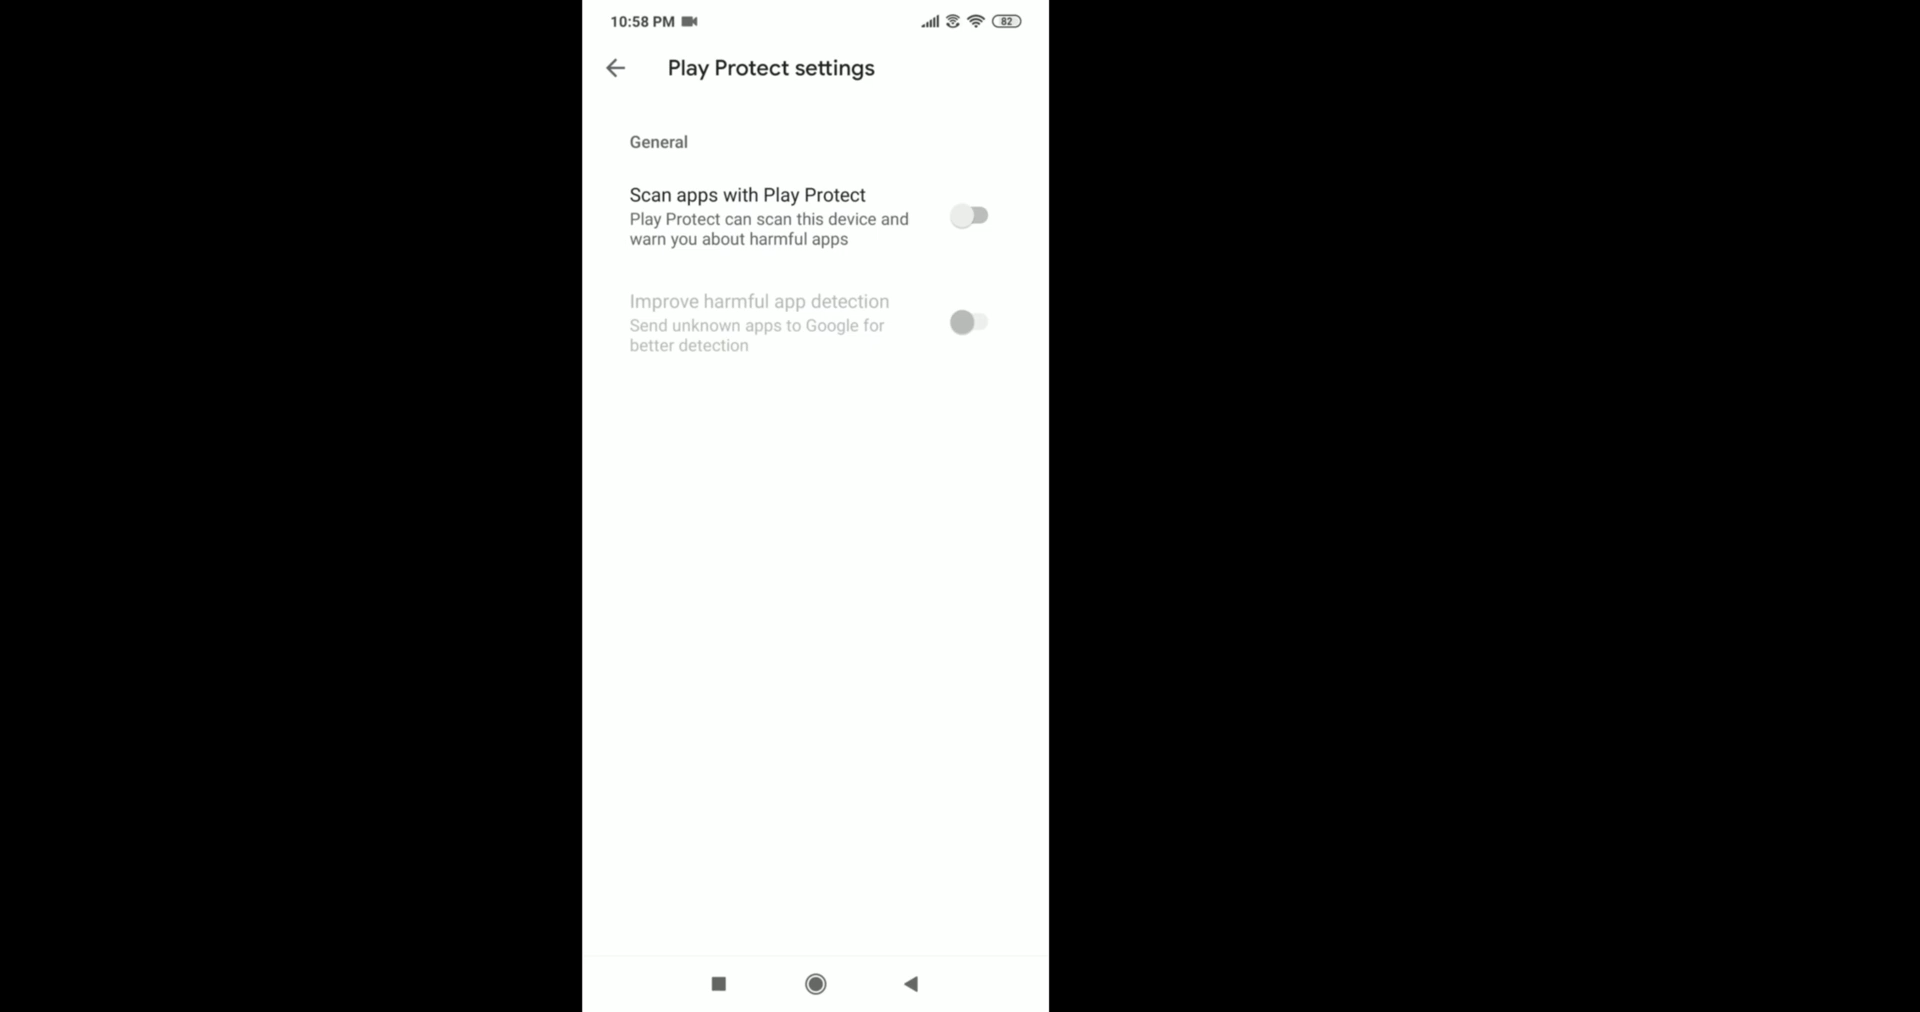 10:58 PM
82
Play Protect settings
General
Scan apps with Play Protect
Play Protect can scan this device and
warn you about harmful apps
Improve harmful app detection
Send unknown apps to Google for
better detection